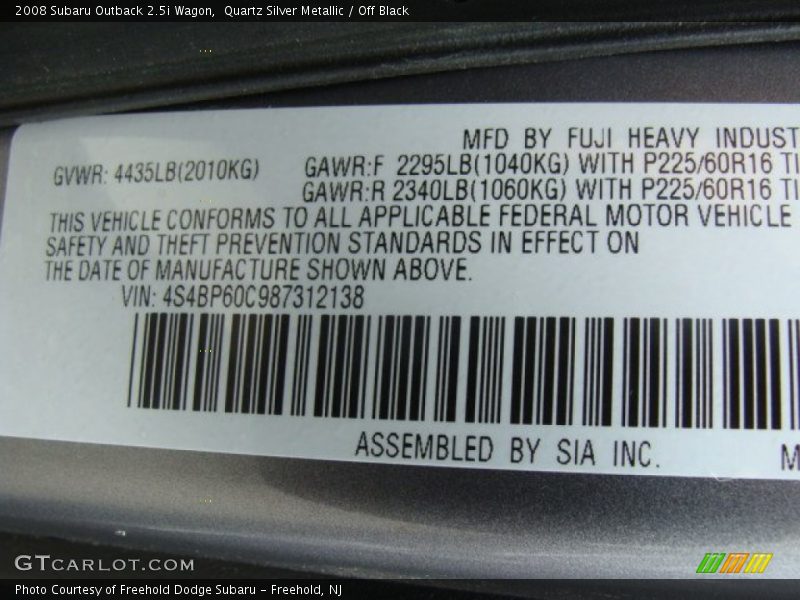 2008 Subaru Outback 2.5i Wagon,  Quartz Silver Metallic / Off Black
MFD BY FUJI HEAVY INDUST
GVWR: 4435LB(2010KG) GAWR:F 2295LB(1040KG) WITH P225/60R16 TI
GAWR:R 2340LB(1060KG) WITH P225/60R16 TI
THIS VEHICLE CONFORMS TO ALL APPLICABLE FEDERAL MOTOR VEHICLE
SAFETY AND THEFT PREVENTION STANDARDS IN EFFECT ON
THE DATE OF MANUFACTURE SHOWN ABOVE.
VIN: 4S4BP60C987312138
ASSEMBLED BY SIA INC. M
GTCARLOT.COM
Photo Courtesy of Freehold Dodge Subaru - Freehold, NJ